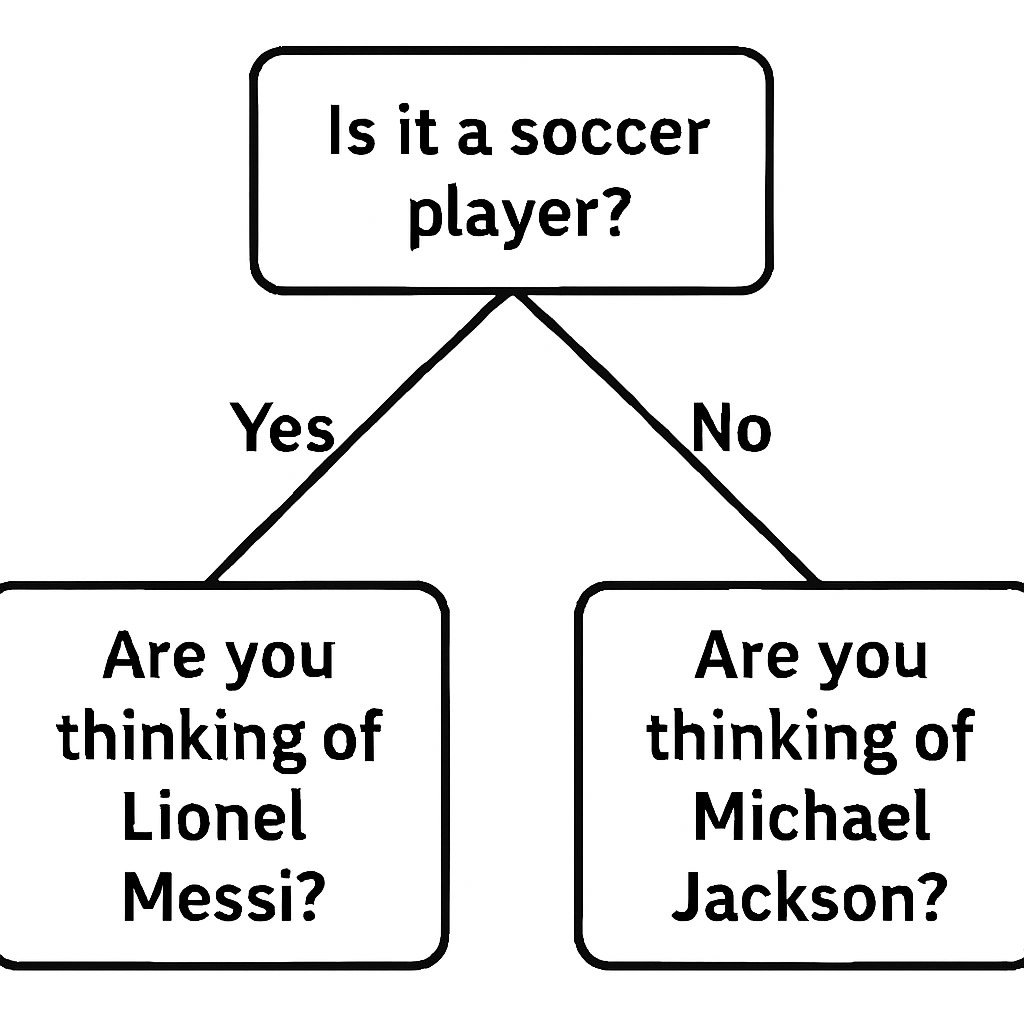 Is it a soccer
player?
Yes
No
Are you
thinking of
Lionel
Messi?
Are you
thinking of
Michael
Jackson?